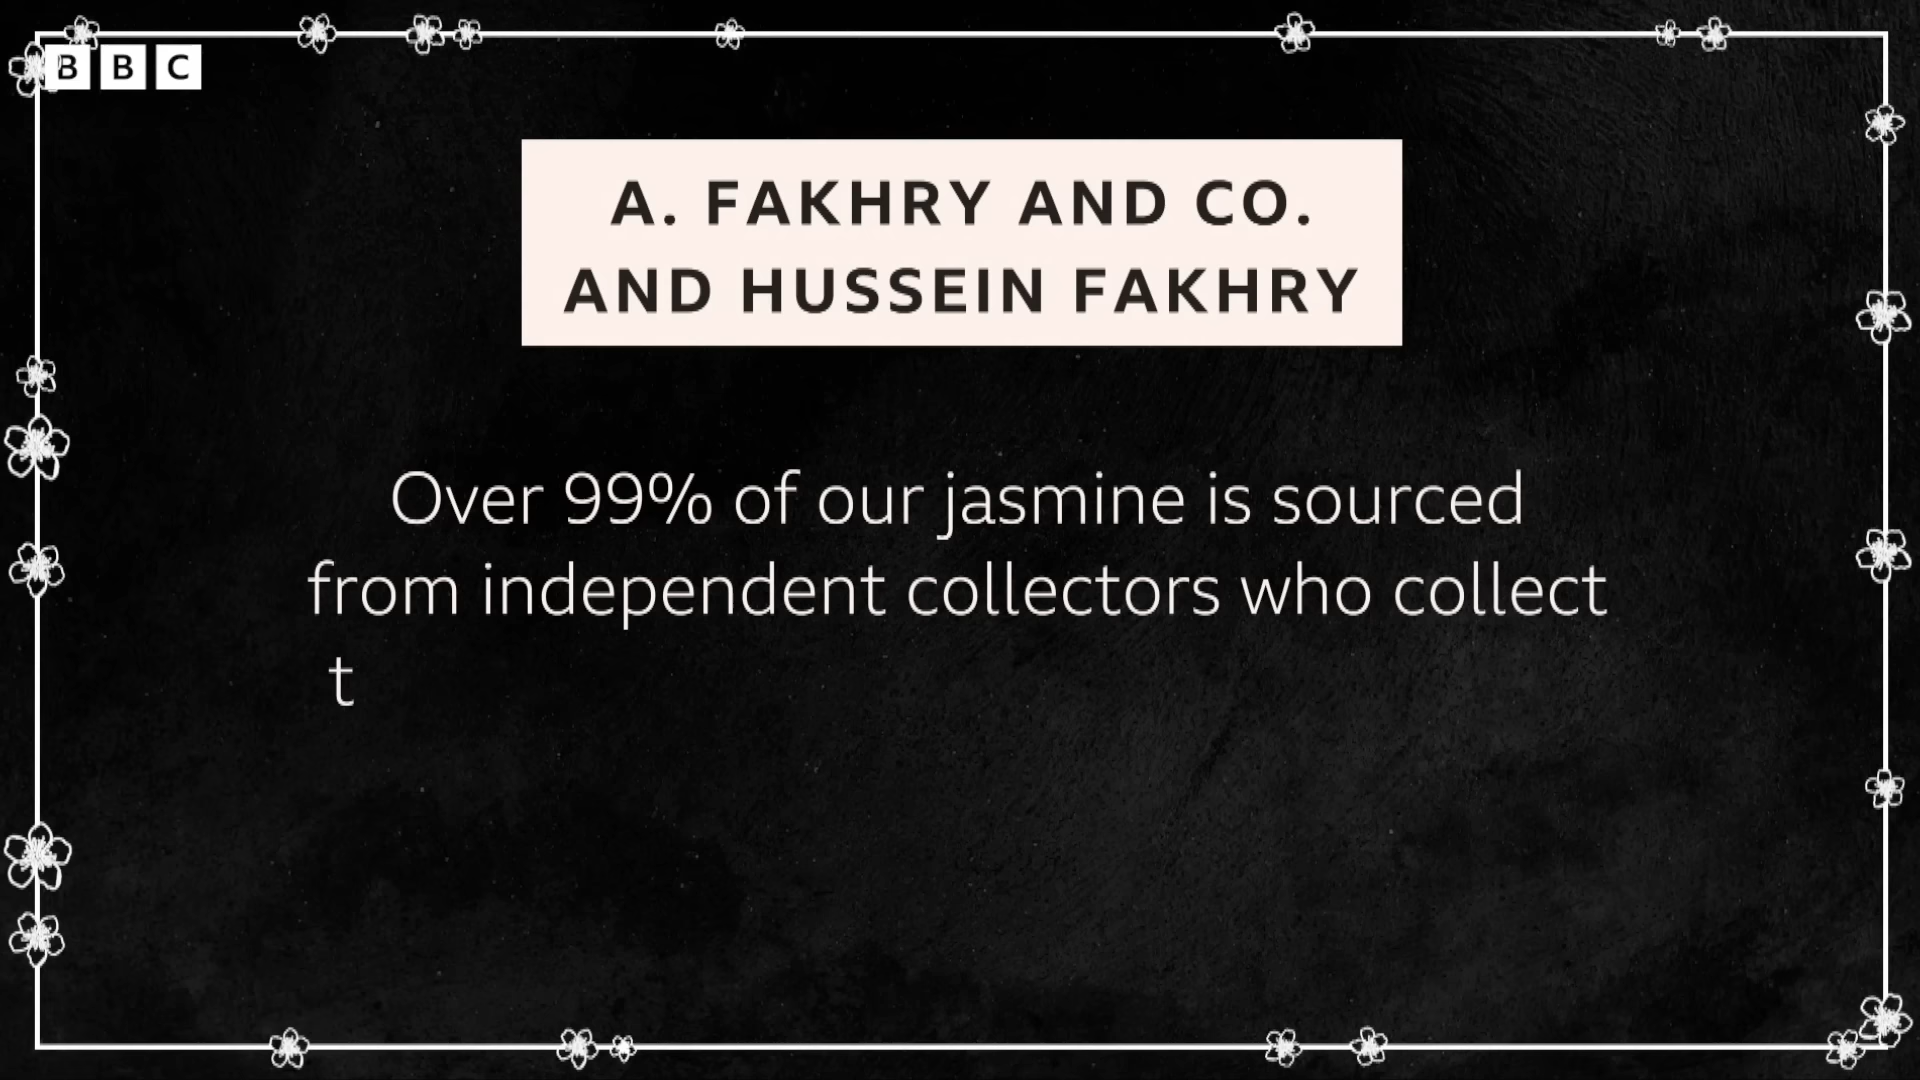 BBC
A. FAKHRY AND CO.
AND HUSSEIN FAKHRY
Over 99% of our jasmine is sourced
from independent collectors who collect
t